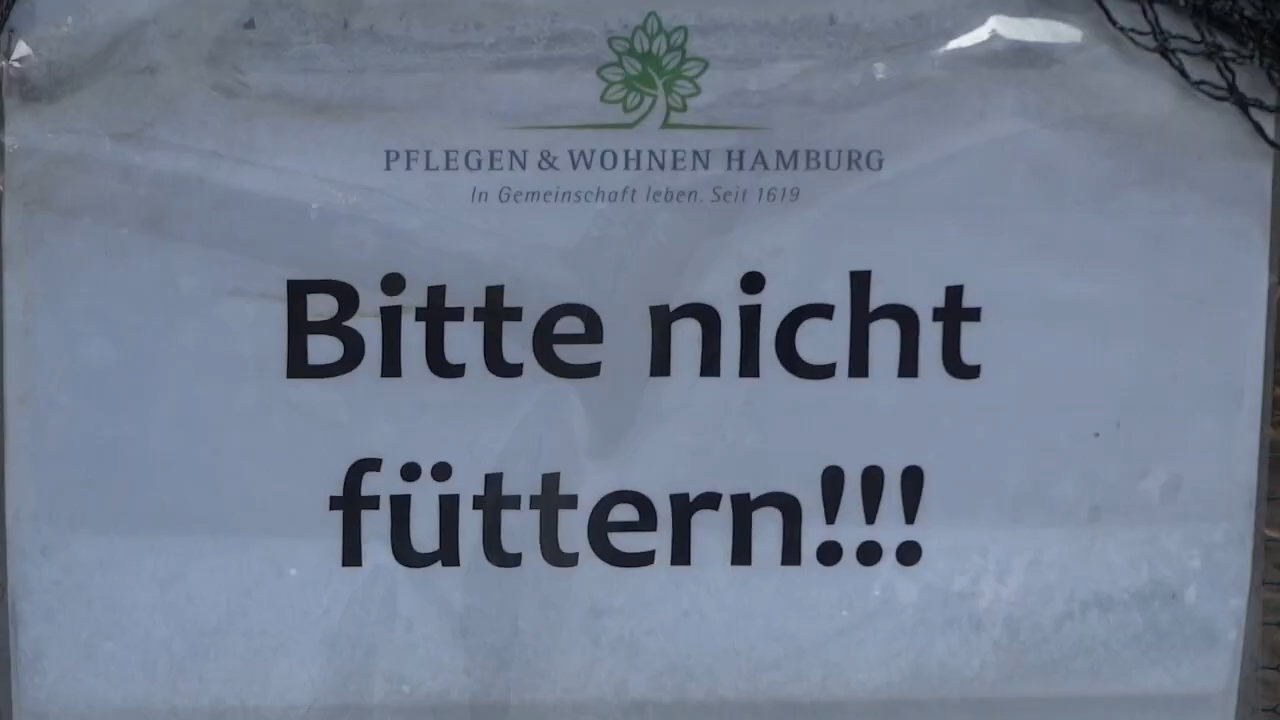 PFLEGEN & WOHNEN HAMBURG
In Gemeinschaft leben. Seit 1619
Bitte nicht
füttern!!!